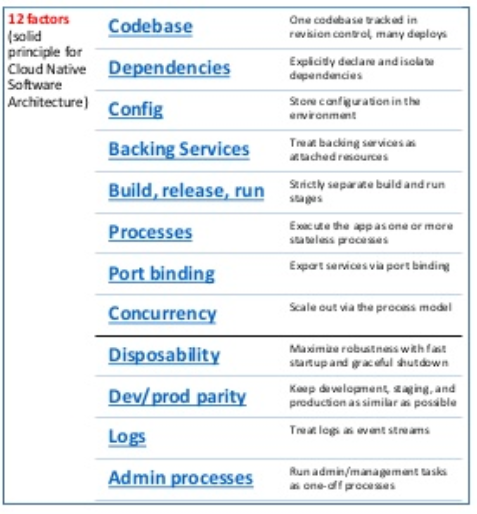 12 factors
(solid
principle for
Cloud Native
Software
Architecture)
Codebase
One codebase tracked in
revision control, many deploys
Dependencies
Explicitly declare and isolate
dependencies
Config
Store configuration in the
environment
Backing Services
Treat backing services as
attached resources
Build, release, run
Strictly separate build and run
stages
Processes
Execute the app as one or more
stateless processes
Port binding
Export services via port binding
Concurrency
Scale out via the process model
Disposability
Maximize robustness with fast
startup and graceful shutdown
Dev/prod parity
Keep development, staging, and
production as similar as possible
Logs
Treat logs as event streams
Admin processes
Run admin/management tasks
as one-off processes